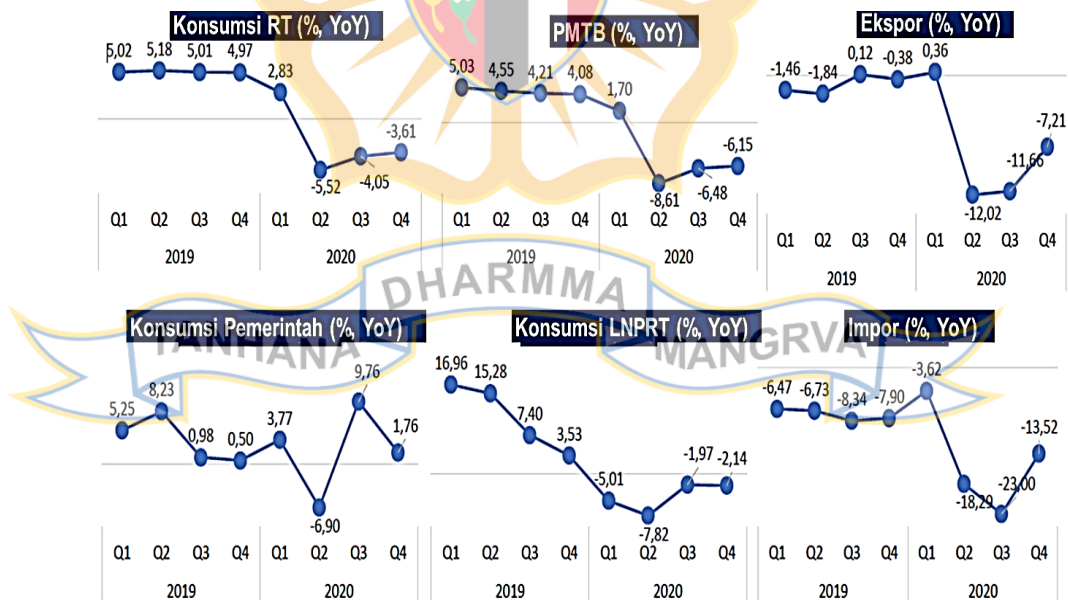 Konsumsi RT (%, YoY)
5,02 5,18 5,01 4,97 2,83 -5,52 -4,05 -3,61
Q1 Q2 Q3 Q4 Q1 Q2 Q3 Q4
2019 2020
PMTB (%, YoY)
5,03 4,55 4,21 4,08 1,70 -8,61 -6,48 -6,15
Q1 Q2 Q3 Q4 Q1 Q2 Q3 Q4
2019 2020
Ekspor (%, YoY)
-1,46 -1,84 0,12 -0,38 0,36 -12,02 -11,66 -7,21
Q1 Q2 Q3 Q4 Q1 Q2 Q3 Q4
2019 2020
DHARMMA
TANHANA
MANGRVA
Konsumsi Pemerintah (%, YoY)
5,25 8,23 0,98 0,50 3,77 -6,90 9,76 1,76
Q1 Q2 Q3 Q4 Q1 Q2 Q3 Q4
2019 2020
Konsumsi LNPRT (%, YoY)
16,96 15,28 7,40 3,53 -5,01 -7,82 -1,97 -2,14
Q1 Q2 Q3 Q4 Q1 Q2 Q3 Q4
2019 2020
Impor (%, YoY)
-6,47 -6,73 -8,34 -7,90 -3,62 -18,29 -23,00 -13,52
Q1 Q2 Q3 Q4 Q1 Q2 Q3 Q4
2019 2020